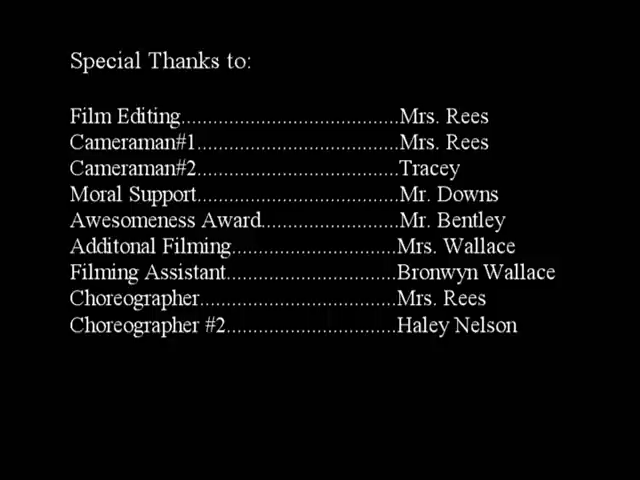 Special Thanks to:
Film Editing.........................................Mrs. Rees
Cameraman#1......................................Mrs. Rees
Cameraman#2......................................Tracey
Moral Support......................................Mr. Downs
Awesomeness Award..........................Mr. Bentley
Additonal Filming...............................Mrs. Wallace
Filming Assistant................................Bronwyn Wallace
Choreographer.....................................Mrs. Rees
Choreographer #2................................Haley Nelson